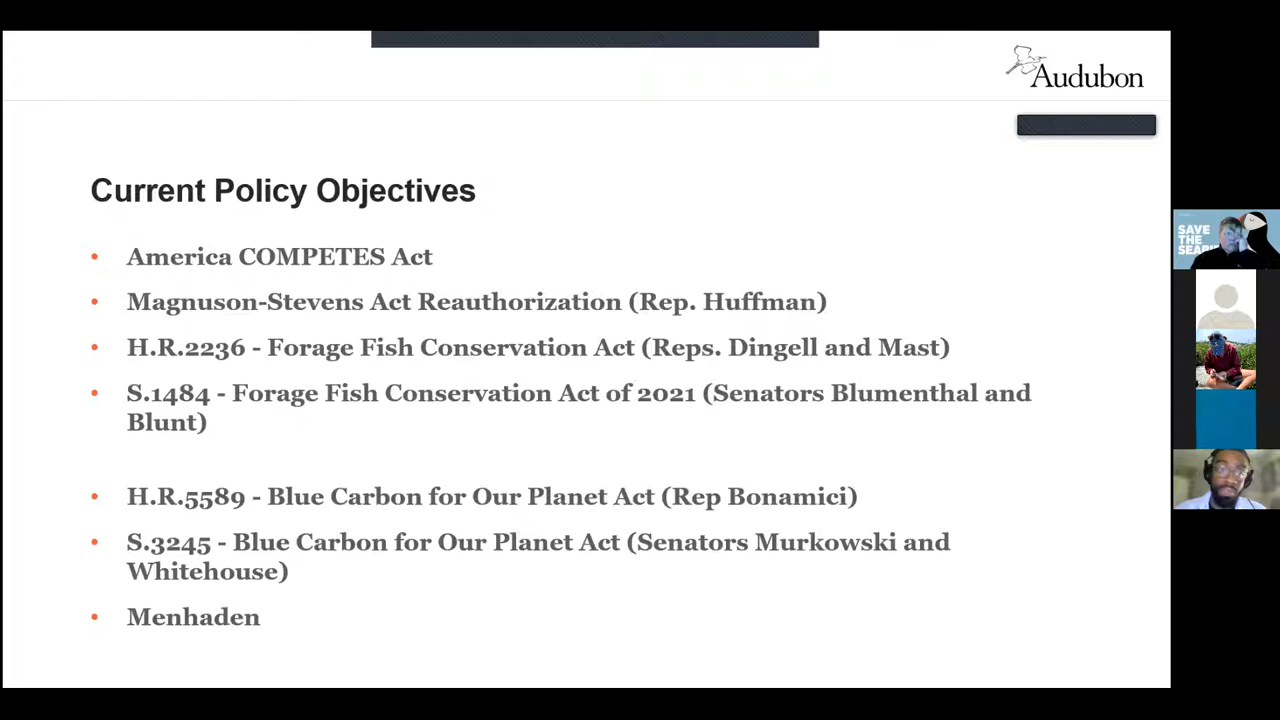 Audubon
Current Policy Objectives
• America COMPETES Act
• Magnuson-Stevens Act Reauthorization (Rep. Huffman)
• H.R.2236 - Forage Fish Conservation Act (Reps. Dingell and Mast)
• S.1484 - Forage Fish Conservation Act of 2021 (Senators Blumenthal and
Blunt)
• H.R.5589 - Blue Carbon for Our Planet Act (Rep Bonamici)
• S.3245 - Blue Carbon for Our Planet Act (Senators Murkowski and
Whitehouse)
• Menhaden
SAVE
THE